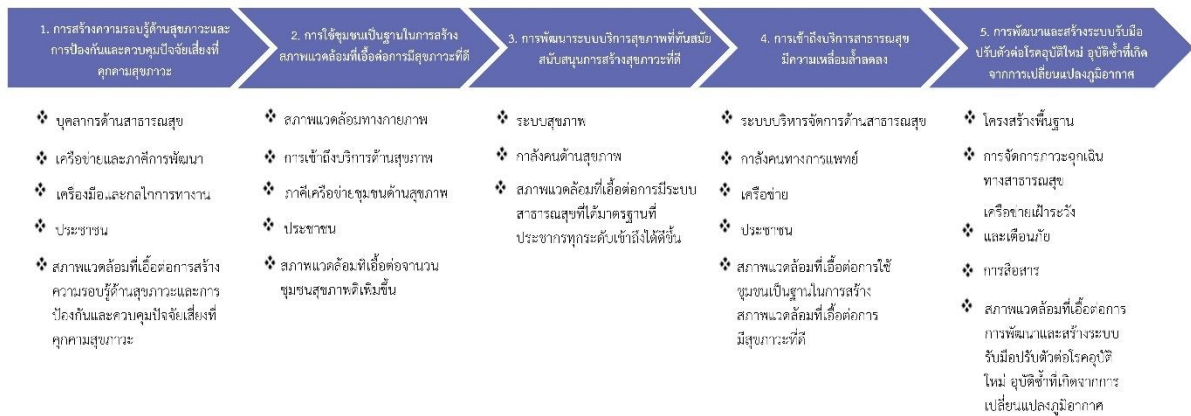 1. การสร้างความรอบรู้ด้านสุขภาวะและ
การป้องกันและควบคุมปัจจัยเสี่ยงที่
คุกคามสุขภาวะ
2. การใช้ชุมชนเป็นฐานในการสร้าง
สภาพแวดล้อมที่เอื้อต่อการมีสุขภาวะที่ดี
3. การพัฒนาระบบบริการสุขภาพที่ทันสมัย
สนับสนุนการสร้างสุขภาวะที่ดี
4. การเข้าถึงบริการสาธารณสุข
มีความเหลื่อมล้ำลดลง
5. การพัฒนาและสร้างระบบรับมือ
ปรับตัวต่อโรคอุบัติใหม่ อุบัติซ้ำที่เกิด
จากการเปลี่ยนแปลงภูมิอากาศ
❖ บุคลากรด้านสาธารณสุข
❖ เครือข่ายและภาคีการพัฒนา
❖ เครื่องมือและกลไกการทำงาน
❖ ประชาชน
❖ สภาพแวดล้อมที่เอื้อต่อการสร้าง
ความรอบรู้ด้านสุขภาวะและการ
ป้องกันและควบคุมปัจจัยเสี่ยงที่
คุกคามสุขภาวะ
❖ สภาพแวดล้อมทางกายภาพ
❖ การเข้าถึงบริการด้านสุขภาพ
❖ ภาคีเครือข่ายชุมชนด้านสุขภาพ
❖ ประชาชน
❖ สภาพแวดล้อมที่เอื้อต่อจำนวน
ชุมชนสุขภาพดีเพิ่มขึ้น
❖ ระบบสุขภาพ
❖ กำลังคนด้านสุขภาพ
❖ สภาพแวดล้อมที่เอื้อต่อการมีระบบ
สาธารณสุขที่ได้มาตรฐานที่
ประชากรทุกระดับเข้าถึงได้ดีขึ้น
❖ ระบบบริหารจัดการด้านสาธารณสุข
❖ กำลังคนทางการแพทย์
❖ เครือข่าย
❖ ประชาชน
❖ สภาพแวดล้อมที่เอื้อต่อการใช้
ชุมชนเป็นฐานในการสร้าง
สภาพแวดล้อมที่เอื้อต่อการ
มีสุขภาวะที่ดี
❖ โครงสร้างพื้นฐาน
❖ การจัดการภาวะฉุกเฉิน
ทางสาธารณสุข
❖ เครือข่ายเฝ้าระวัง
และเตือนภัย
❖ การสื่อสาร
❖ สภาพแวดล้อมที่เอื้อต่อการ
การพัฒนาและสร้างระบบ
รับมือปรับตัวต่อโรคอุบัติ
ใหม่ อุบัติซ้ำที่เกิดจากการ
เปลี่ยนแปลงภูมิอากาศ